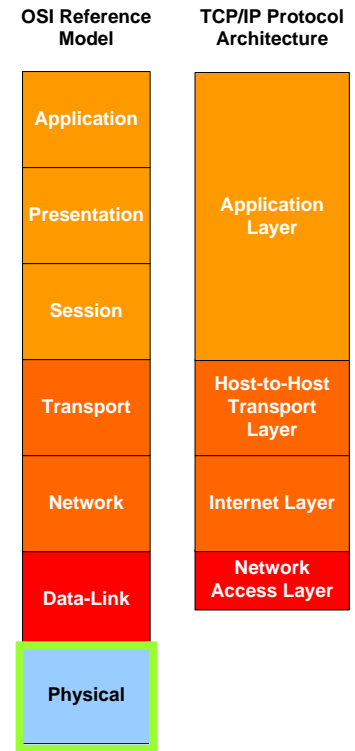 OSI Reference
Model
Application
Presentation
Session
Transport
Network
Data-Link
Physical
TCP/IP Protocol
Architecture
Application
Layer
Host-to-Host
Transport
Layer
Internet Layer
Network
Access Layer